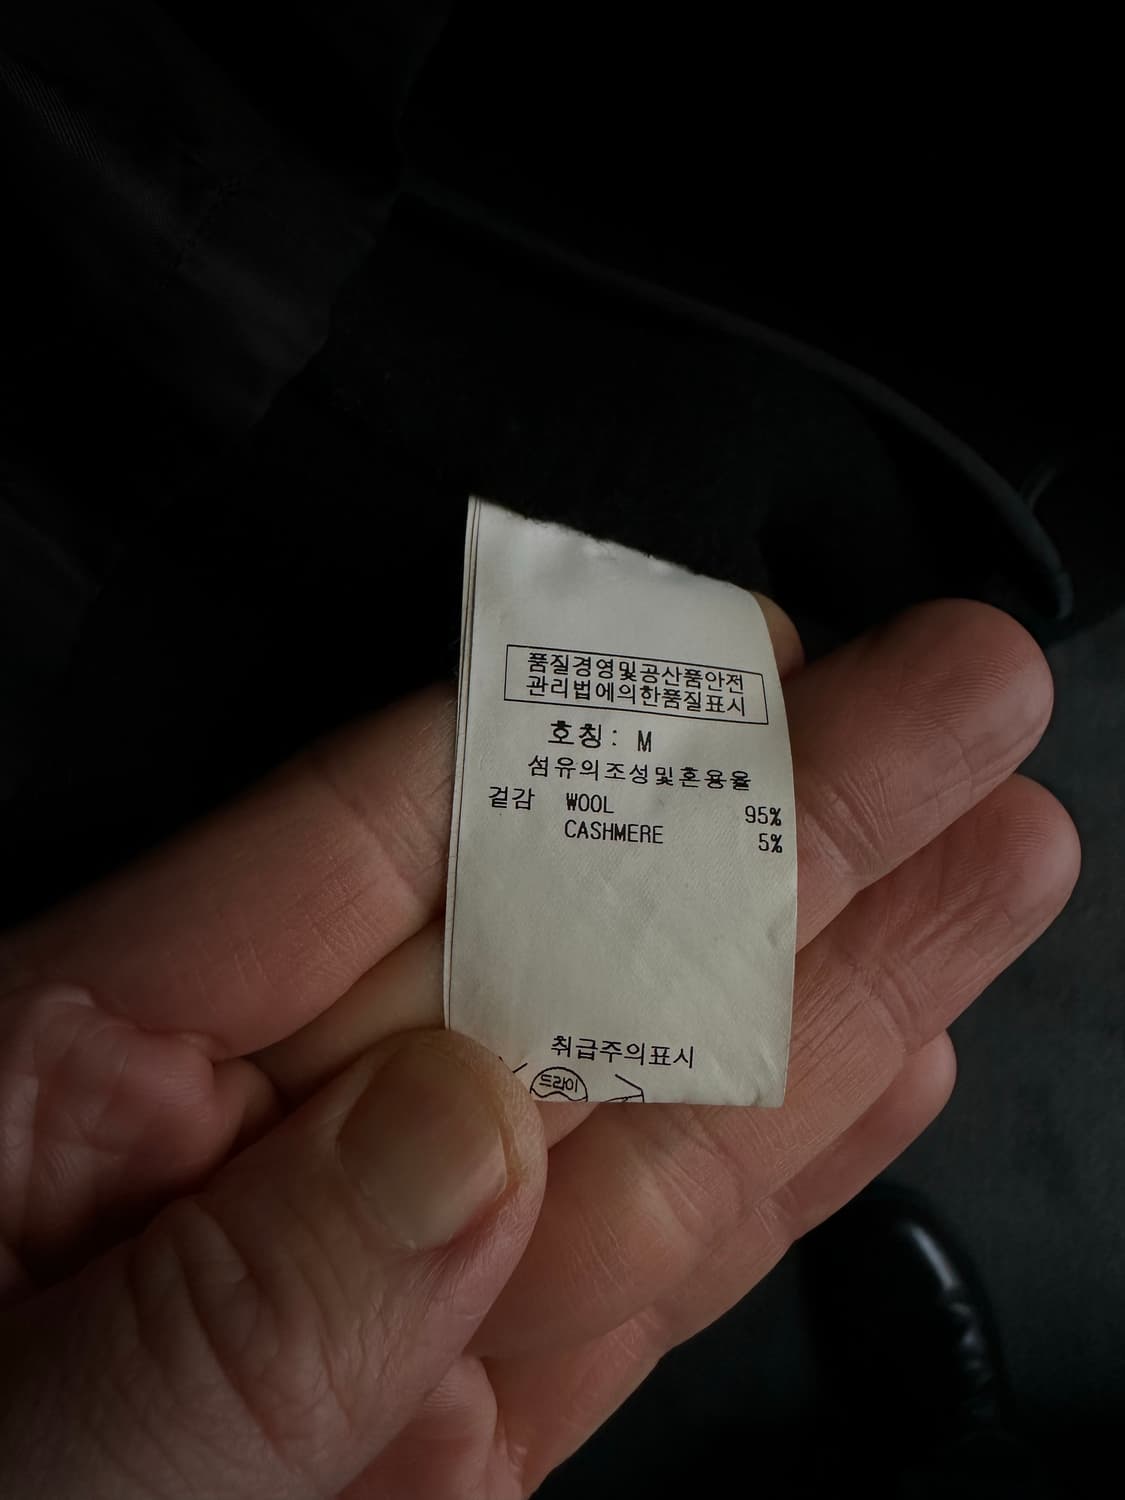 품질경영및공산품안전
관리법에의한품질표시
호칭: M
섬유의조성및혼용율
겉감 WOOL 95%
CASHMERE 5%
취급주의표시
드라이